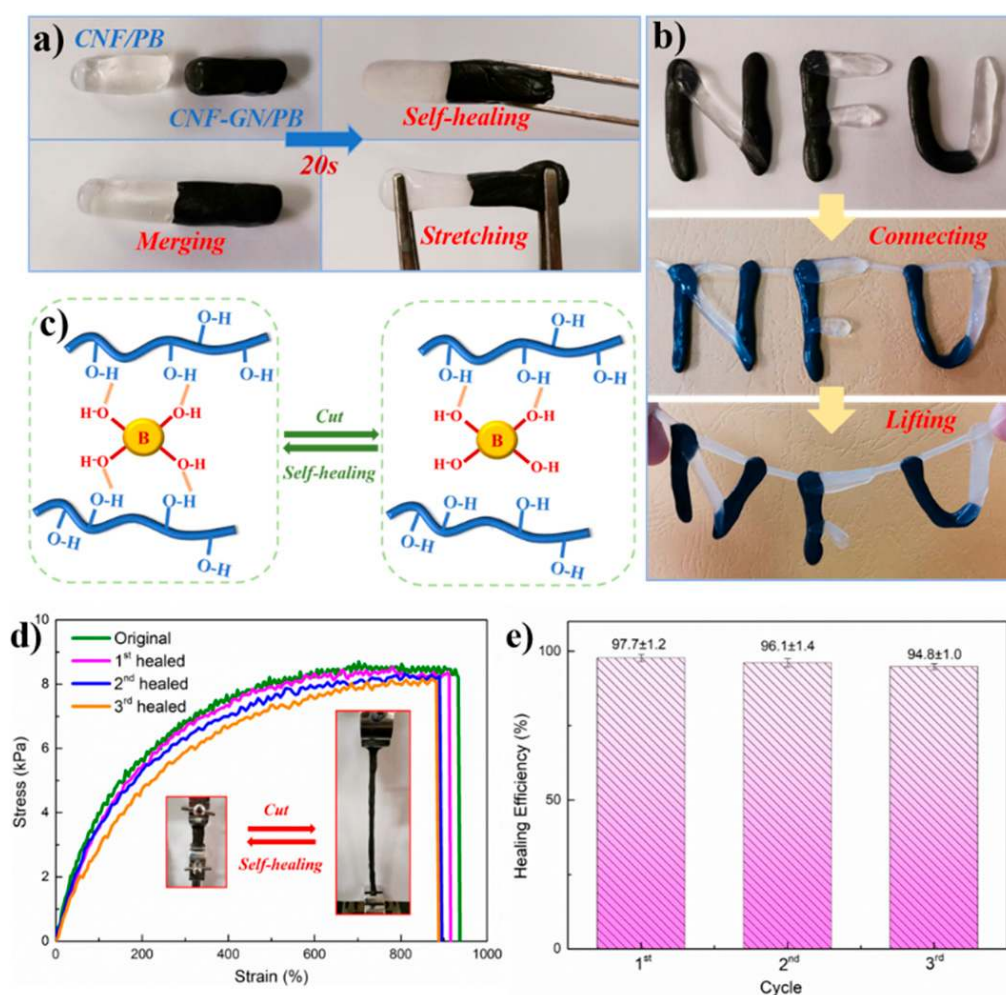 a)
CNF/PB
CNF-GN/PB
20s
Self-healing
Merging
Stretching
b)
NFU
Connecting
NFU
Lifting
NFU
c)
O-H
O-H
O-H
O-H
H-O
O-H
B
H-O
O-H
O-H
O-H
O-H
O-H
Cut
Self-healing
O-H
O-H
O-H
O-H
H-O
O-H
B
H-O
O-H
O-H
O-H
O-H
O-H
d)
10
8
6
4
2
0
Stress (kPa)
Original
1st healed
2nd healed
3rd healed
Cut
Self-healing
0 200 400 600 800 1000
Strain (%)
e)
100
50
0
Healing Efficiency (%)
97.7±1.2
96.1±1.4
94.8±1.0
1st 2nd 3rd
Cycle